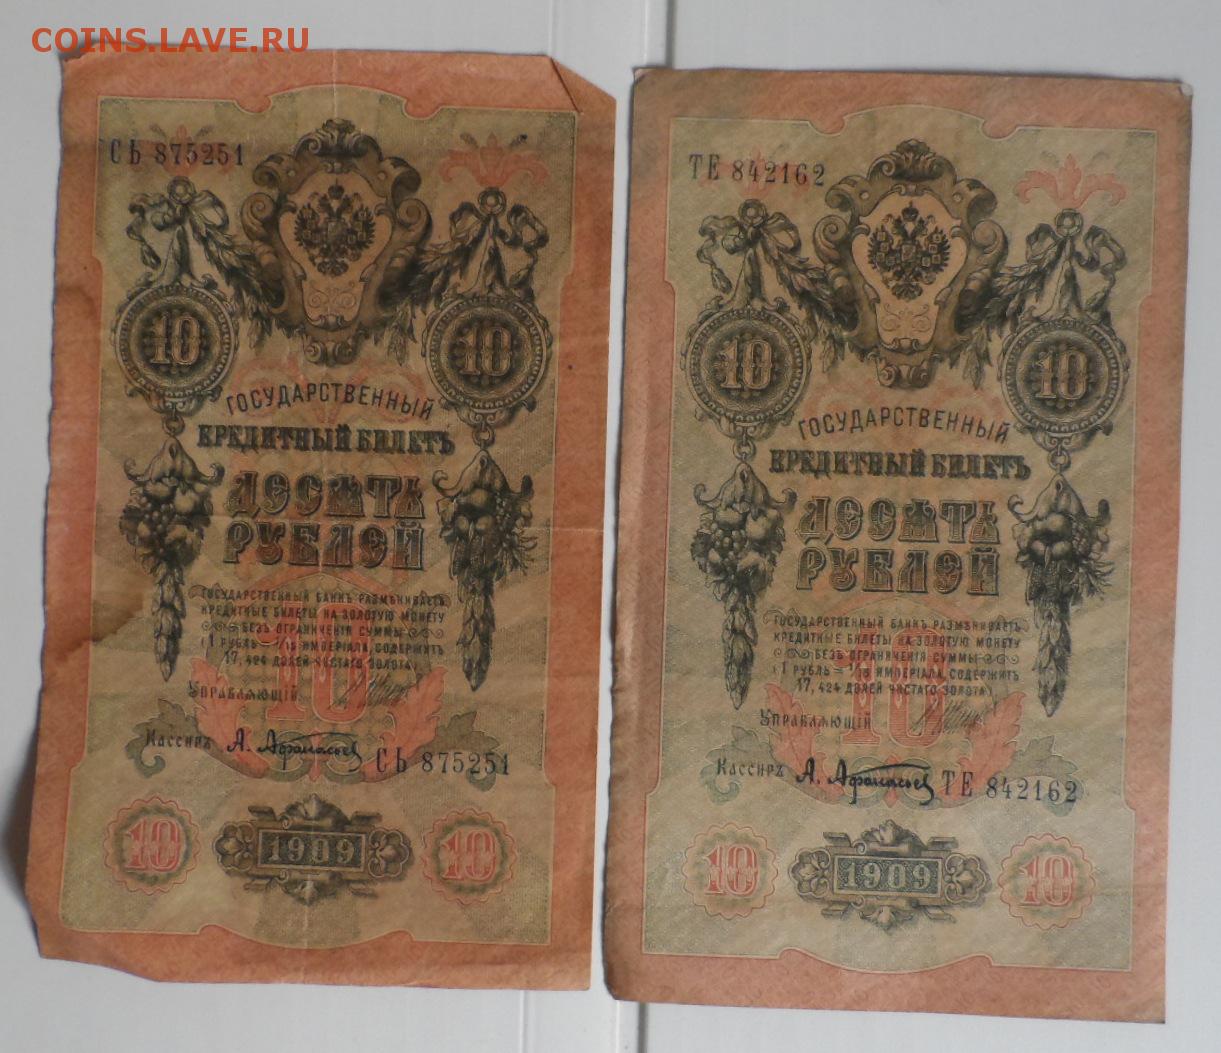 COINS.LAVE.RU
СЬ 875251
10 10
ГОСУДАРСТВЕННЫЙ
КРЕДИТНЫЙ БИЛЕТЪ
ДЕСЯТЬ
РУБЛЕЙ
ГОСУДАРСТВЕННЫЙ БАНКЪ РАЗМѢНИВАЕТЪ
КРЕДИТНЫЕ БИЛЕТЫ НА ЗОЛОТУЮ МОНЕТУ
БЕЗЪ ОГРАНИЧЕНІЯ СУММЫ
(1 РУБЛЬ = 1/15 ИМПЕРІАЛА, СОДЕРЖИТЪ
17,424 ДОЛЕЙ ЧИСТАГО ЗОЛОТА)
10
УПРАВЛЯЮЩІЙ
КАССИРЪ А. Афанасьев СЬ 875251
10 1909 10
ТЕ 842162
10 10
ГОСУДАРСТВЕННЫЙ
КРЕДИТНЫЙ БИЛЕТЪ
ДЕСЯТЬ
РУБЛЕЙ
ГОСУДАРСТВЕННЫЙ БАНКЪ РАЗМѢНИВАЕТЪ
КРЕДИТНЫЕ БИЛЕТЫ НА ЗОЛОТУЮ МОНЕТУ
БЕЗЪ ОГРАНИЧЕНІЯ СУММЫ
(1 РУБЛЬ = 1/15 ИМПЕРІАЛА, СОДЕРЖИТЪ
17,424 ДОЛЕЙ ЧИСТАГО ЗОЛОТА)
10
УПРАВЛЯЮЩІЙ
КАССИРЪ А. Афанасьев ТЕ 842162
10 1909 10